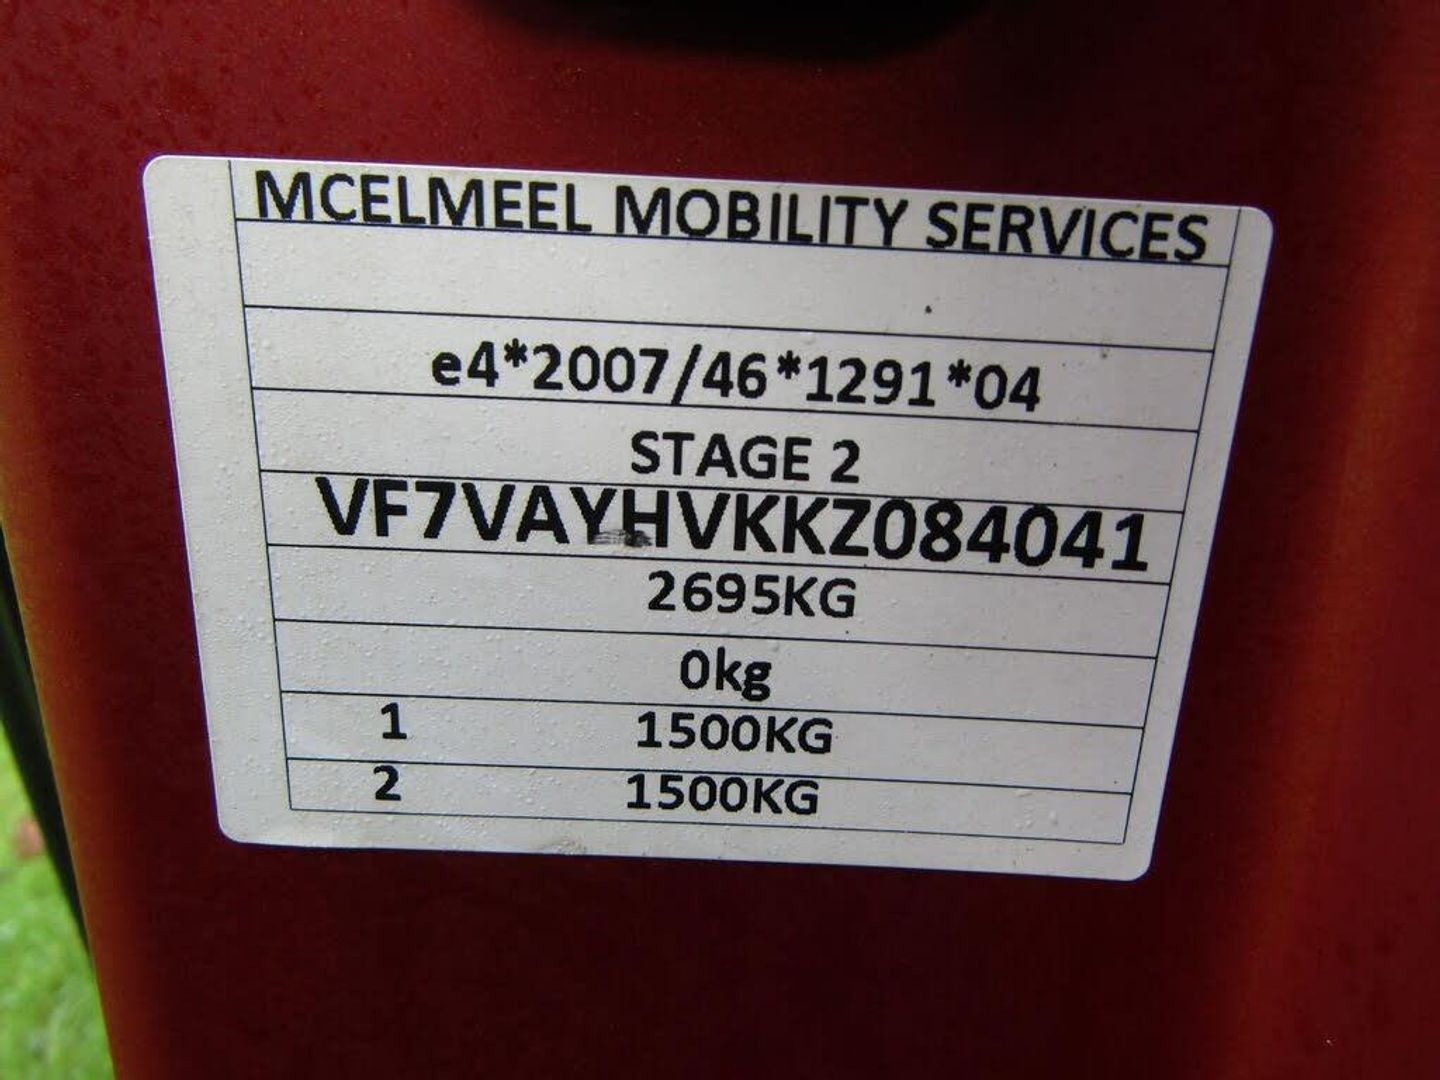 MCELMEEL MOBILITY SERVICES
e4*2007/46*1291*04
STAGE 2
VF7VAYHVKKZ084041
2695KG
0kg
1 1500KG
2 1500KG